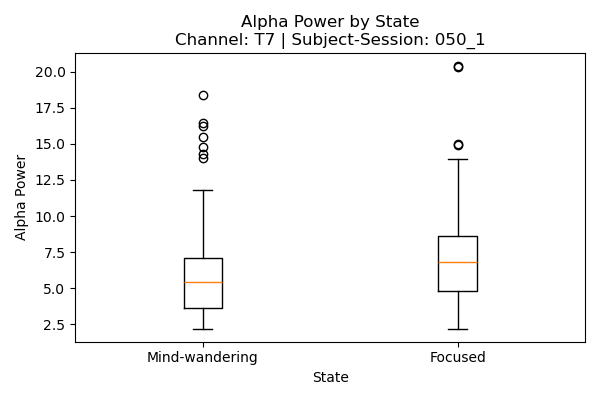 Alpha Power by State
Channel: T7 | Subject-Session: 050_1
20.0
17.5
15.0
12.5
10.0
7.5
5.0
2.5
Alpha Power
Mind-wandering
Focused
State